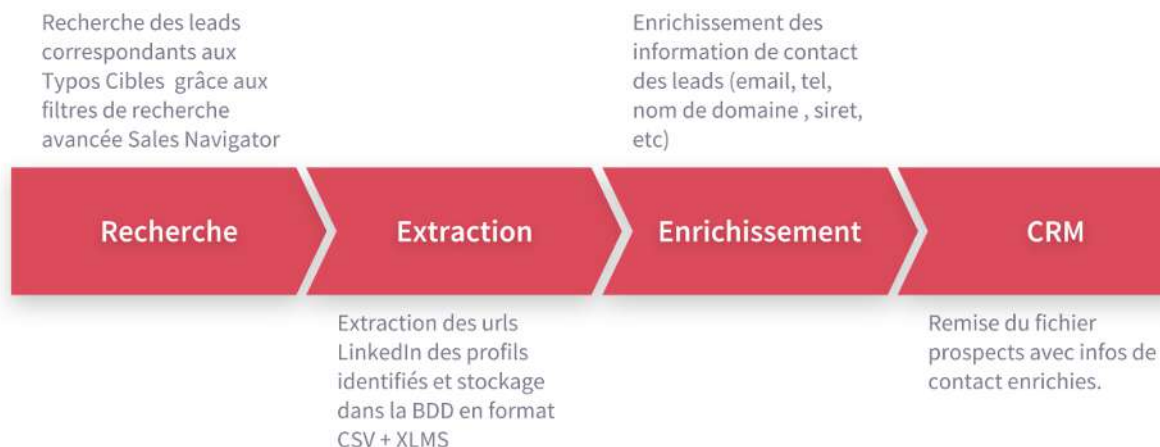 Recherche des leads
correspondants aux
Typos Cibles grâce aux
filtres de recherche
avancée Sales Navigator
Enrichissement des
information de contact
des leads (email, tel,
nom de domaine , siret,
etc)
Recherche
Extraction
Enrichissement
CRM
Extraction des urls
LinkedIn des profils
identifiés et stockage
dans la BDD en format
CSV + XLMS
Remise du fichier
prospects avec infos de
contact enrichies.